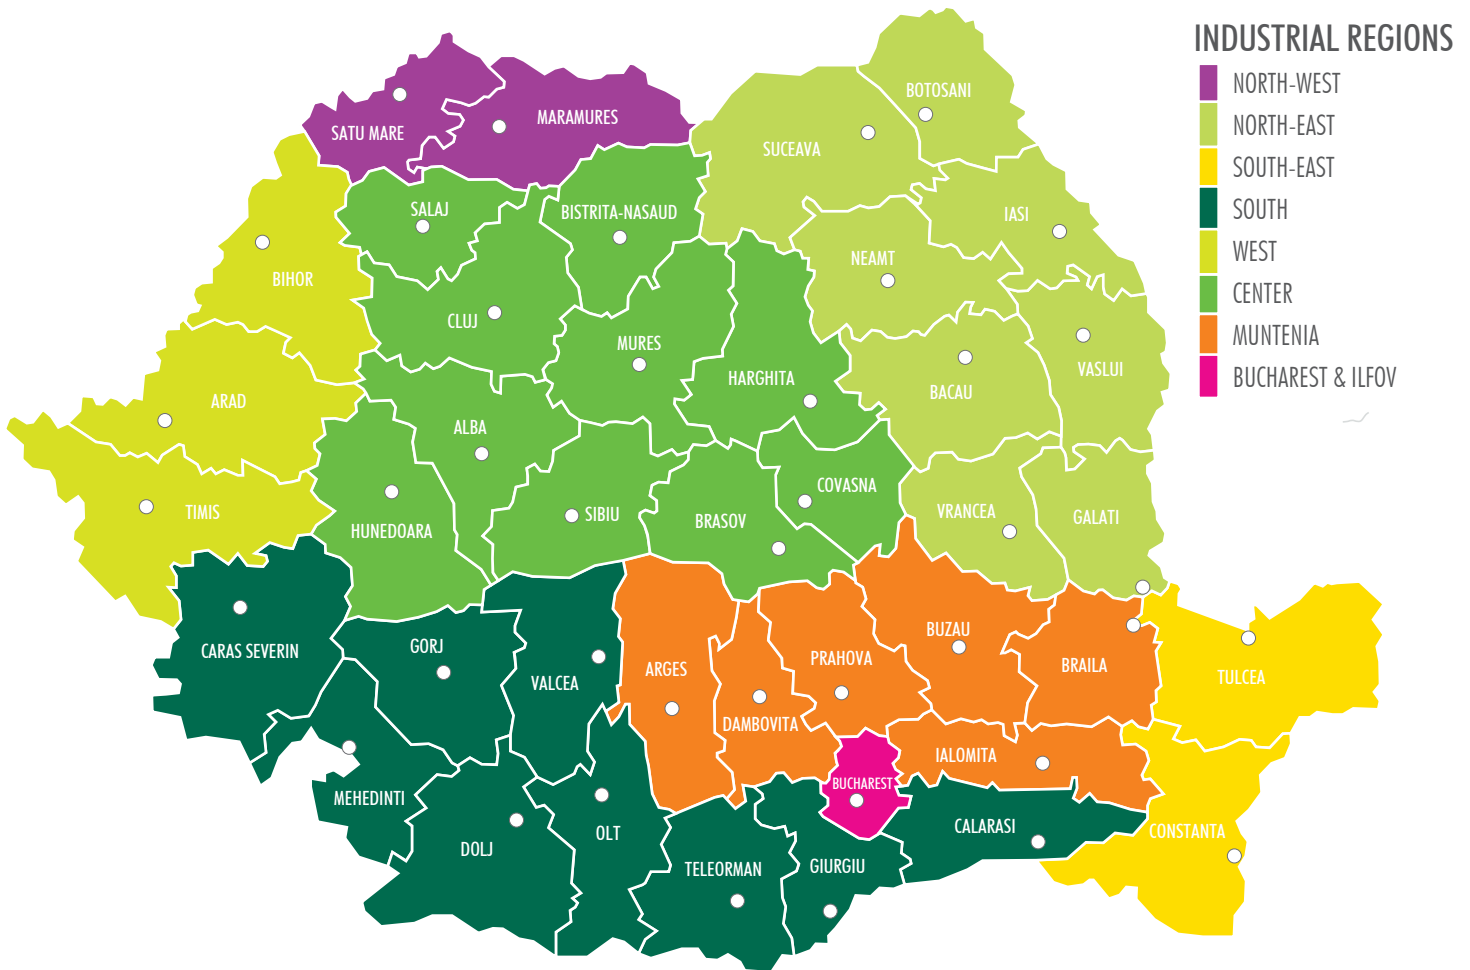 INDUSTRIAL REGIONS
NORTH-WEST
NORTH-EAST
SOUTH-EAST
SOUTH
WEST
CENTER
MUNTENIA
BUCHAREST & ILFOV
BOTOSANI
MARAMURES
SATU MARE
SUCEAVA
SALAJ
BISTRITA-NASAUD
IASI
NEAMT
BIHOR
CLUJ
MURES
VASLUI
HARGHITA
BACAU
ARAD
ALBA
COVASNA
TIMIS
SIBIU
BRASOV
VRANCEA
GALATI
HUNEDOARA
BUZAU
GORJ
CARAS SEVERIN
PRAHOVA
BRAILA
ARGES
TULCEA
VALCEA
DAMBOVITA
IALOMITA
BUCHAREST
MEHEDINTI
CALARASI
CONSTANTA
OLT
DOLJ
GIURGIU
TELEORMAN